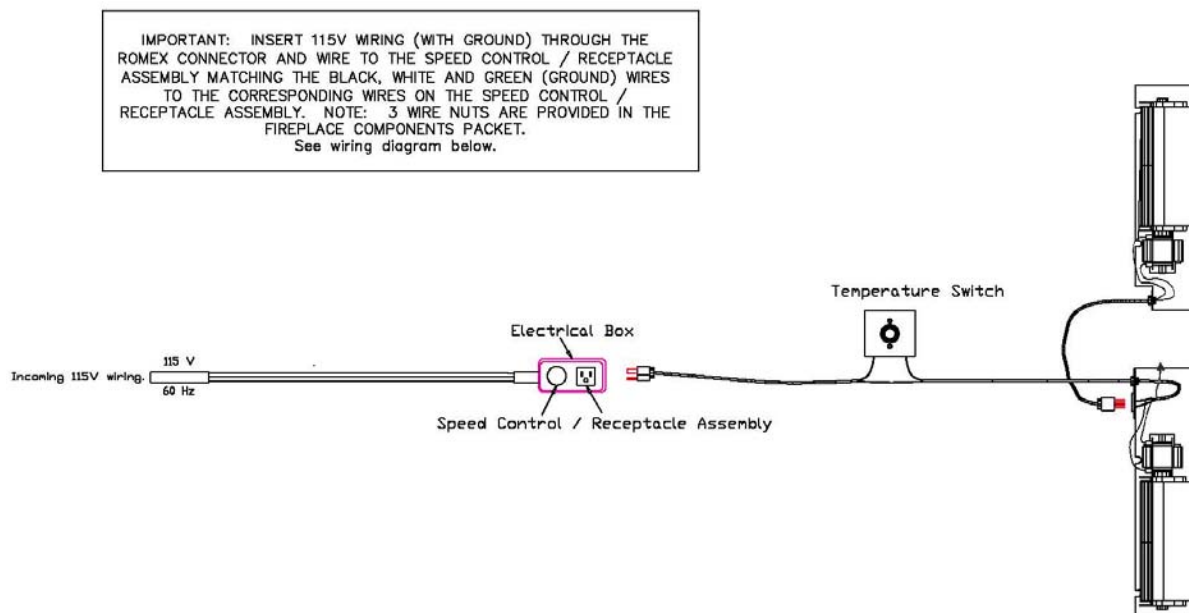 IMPORTANT: INSERT 115V WIRING (WITH GROUND) THROUGH THE
ROMEX CONNECTOR AND WIRE TO THE SPEED CONTROL / RECEPTACLE
ASSEMBLY MATCHING THE BLACK, WHITE AND GREEN (GROUND) WIRES
TO THE CORRESPONDING WIRES ON THE SPEED CONTROL /
RECEPTACLE ASSEMBLY. NOTE: 3 WIRE NUTS ARE PROVIDED IN THE
FIREPLACE COMPONENTS PACKET.
See wiring diagram below.
Temperature Switch
Electrical Box
115 V
Incoming 115V wiring.
60 Hz
Speed Control / Receptacle Assembly